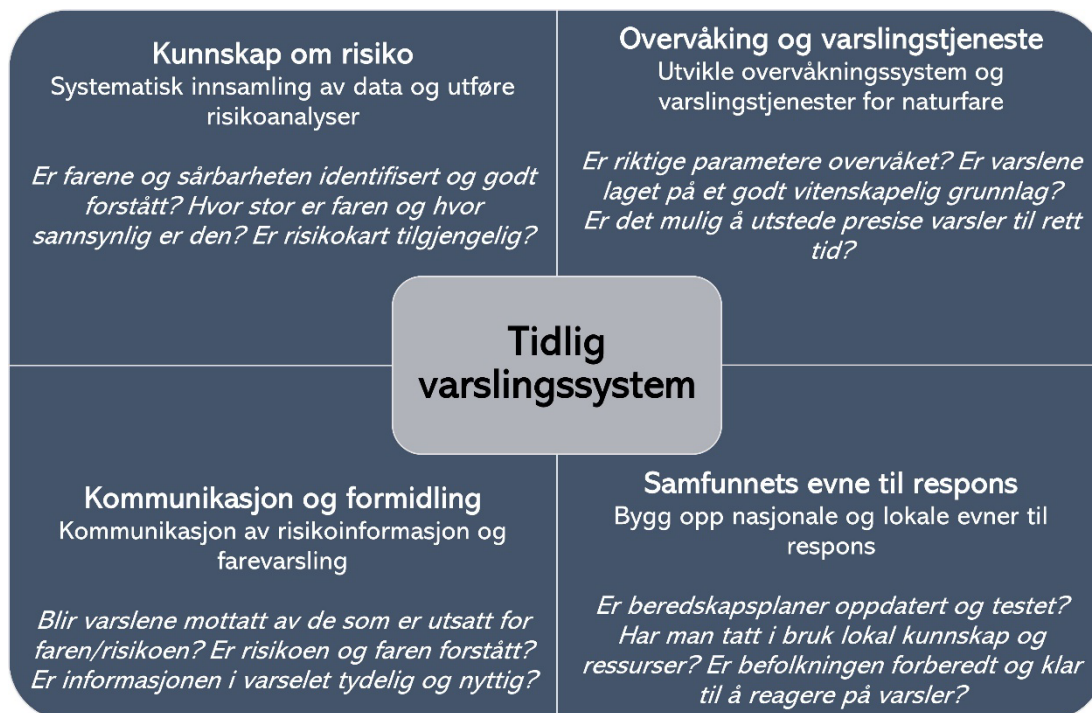 Kunnskap om risiko
Systematisk innsamling av data og utføre
risikoanalyser
Er farene og sårbarheten identifisert og godt
forstått? Hvor stor er faren og hvor
sannsynlig er den? Er risikokart tilgjengelig?
Overvåking og varslingstjeneste
Utvikle overvåkningssystem og
varslingstjenester for naturfare
Er riktige parametere overvåket? Er varslene
laget på et godt vitenskapelig grunnlag?
Er det mulig å utstede presise varsler til rett
tid?
Tidlig
varslingssystem
Kommunikasjon og formidling
Kommunikasjon av risikoinformasjon og
farevarsling
Blir varslene mottatt av de som er utsatt for
faren/risikoen? Er risikoen og faren forstått?
Er informasjonen i varselet tydelig og nyttig?
Samfunnets evne til respons
Bygg opp nasjonale og lokale evner til
respons
Er beredskapsplaner oppdatert og testet?
Har man tatt i bruk lokal kunnskap og
ressurser? Er befolkningen forberedt og klar
til å reagere på varsler?